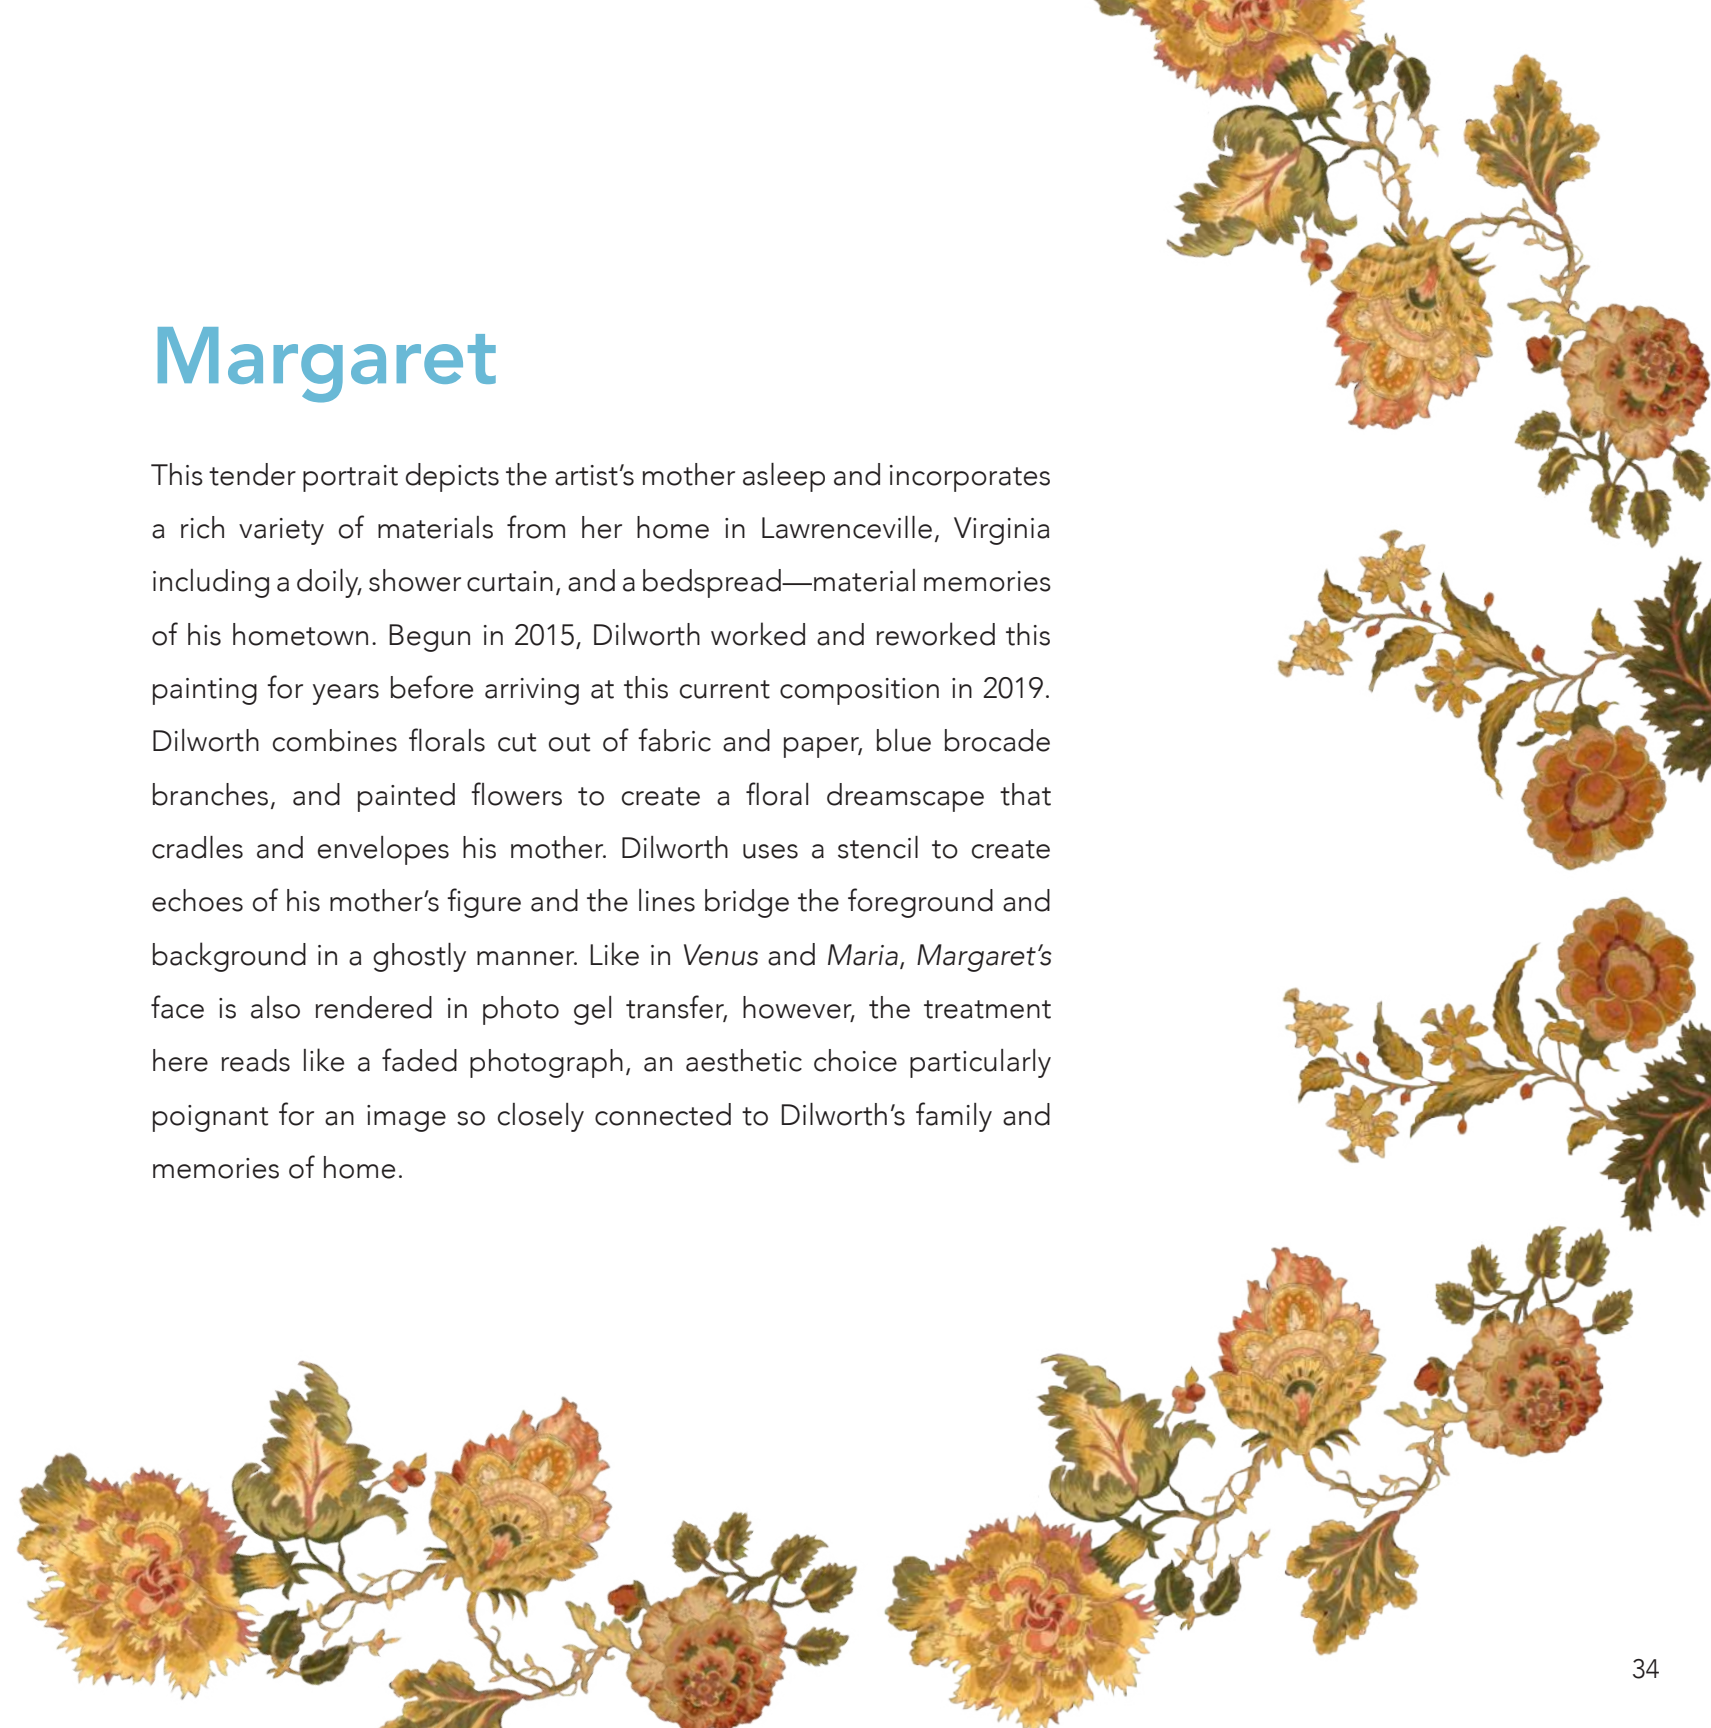 Margaret
This tender portrait depicts the artist’s mother asleep and incorporates
a rich variety of materials from her home in Lawrenceville, Virginia
including a doily, shower curtain, and a bedspread—material memories
of his hometown. Begun in 2015, Dilworth worked and reworked this
painting for years before arriving at this current composition in 2019.
Dilworth combines florals cut out of fabric and paper, blue brocade
branches, and painted flowers to create a floral dreamscape that
cradles and envelopes his mother. Dilworth uses a stencil to create
echoes of his mother’s figure and the lines bridge the foreground and
background in a ghostly manner. Like in Venus and Maria, Margaret’s
face is also rendered in photo gel transfer, however, the treatment
here reads like a faded photograph, an aesthetic choice particularly
poignant for an image so closely connected to Dilworth’s family and
memories of home.
34